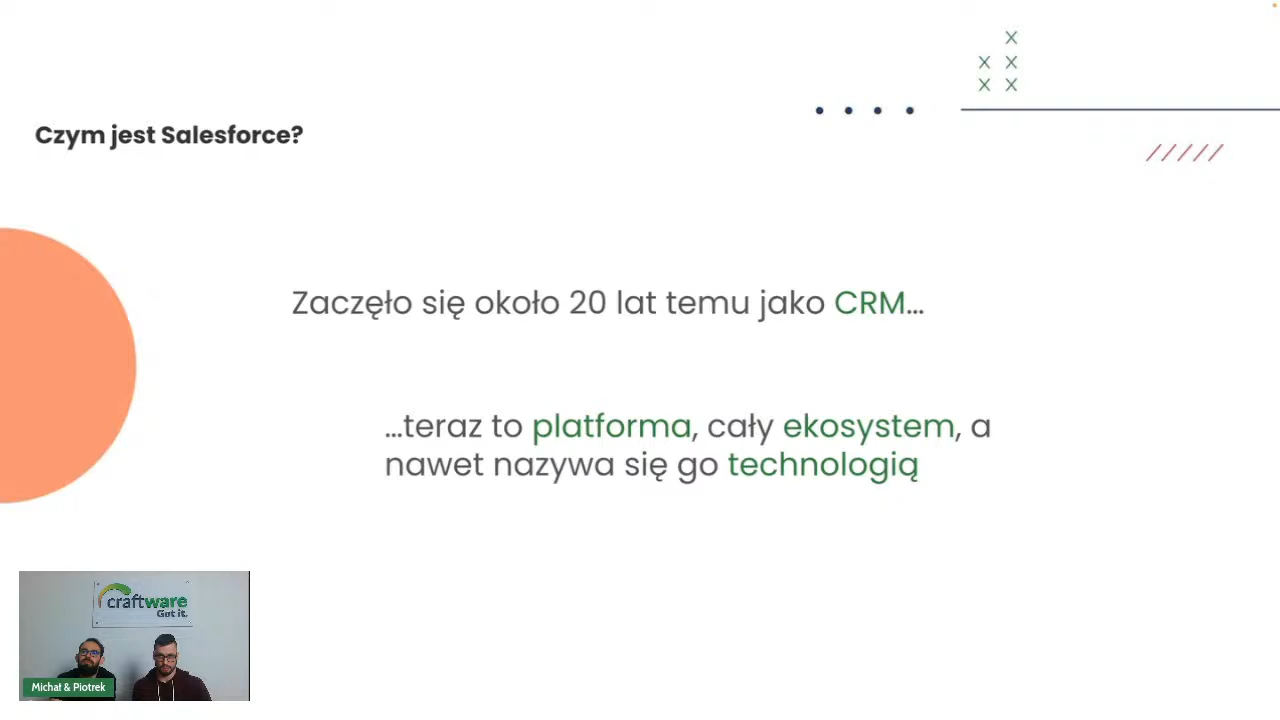 Czym jest Salesforce?
Zaczęło się około 20 lat temu jako CRM...
...teraz to platforma, cały ekosystem, a
nawet nazywa się go technologią
craftware
Got it.
Michał & Piotrek